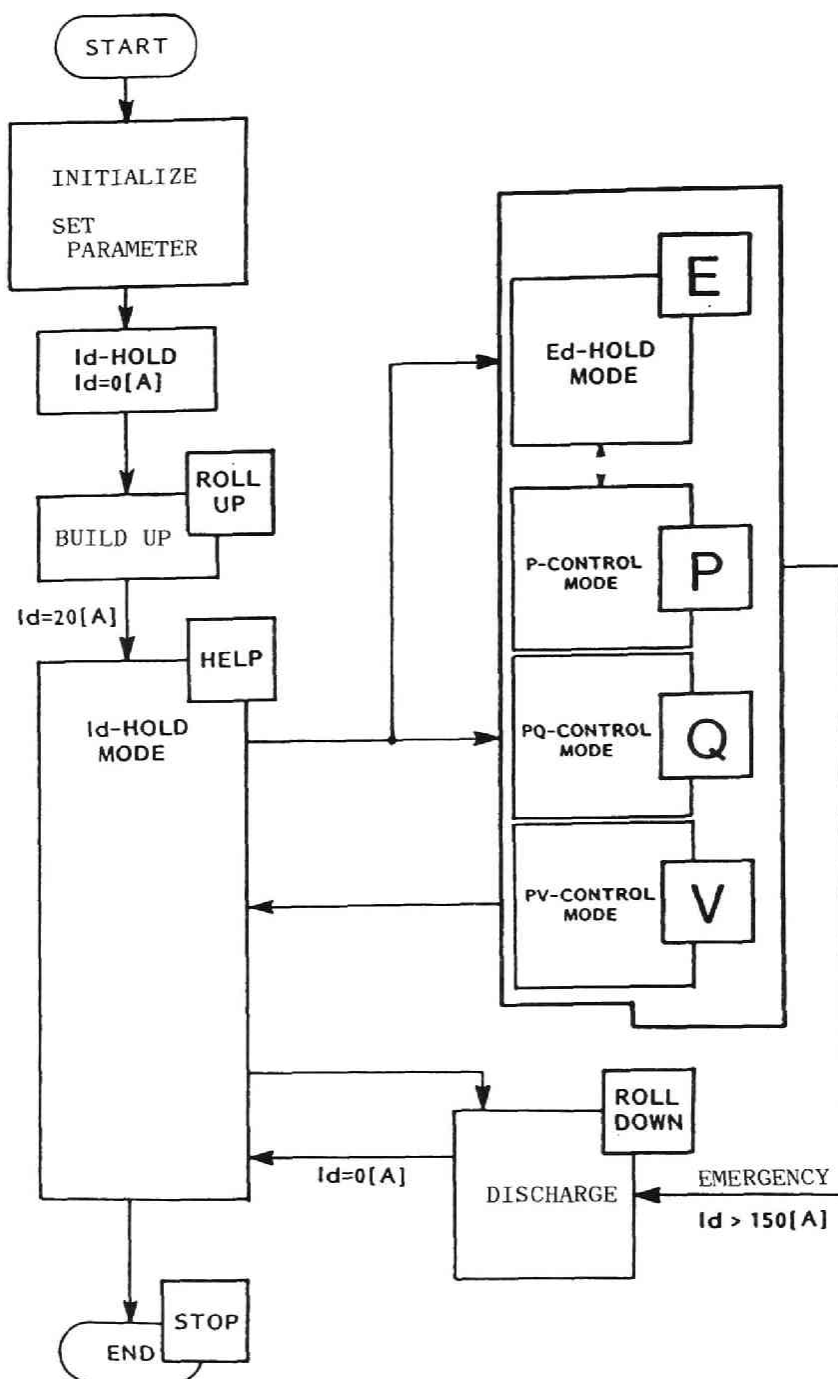 START
INITIALIZE
SET
PARAMETER
Id-HOLD
Id=0[A]
ROLL
UP
BUILD UP
Id=20[A]
HELP
Id-HOLD
MODE
E
Ed-HOLD
MODE
P-CONTROL
MODE
P
PQ-CONTROL
MODE
Q
PV-CONTROL
MODE
V
ROLL
DOWN
Id=0[A]
DISCHARGE
EMERGENCY
Id > 150[A]
STOP
END